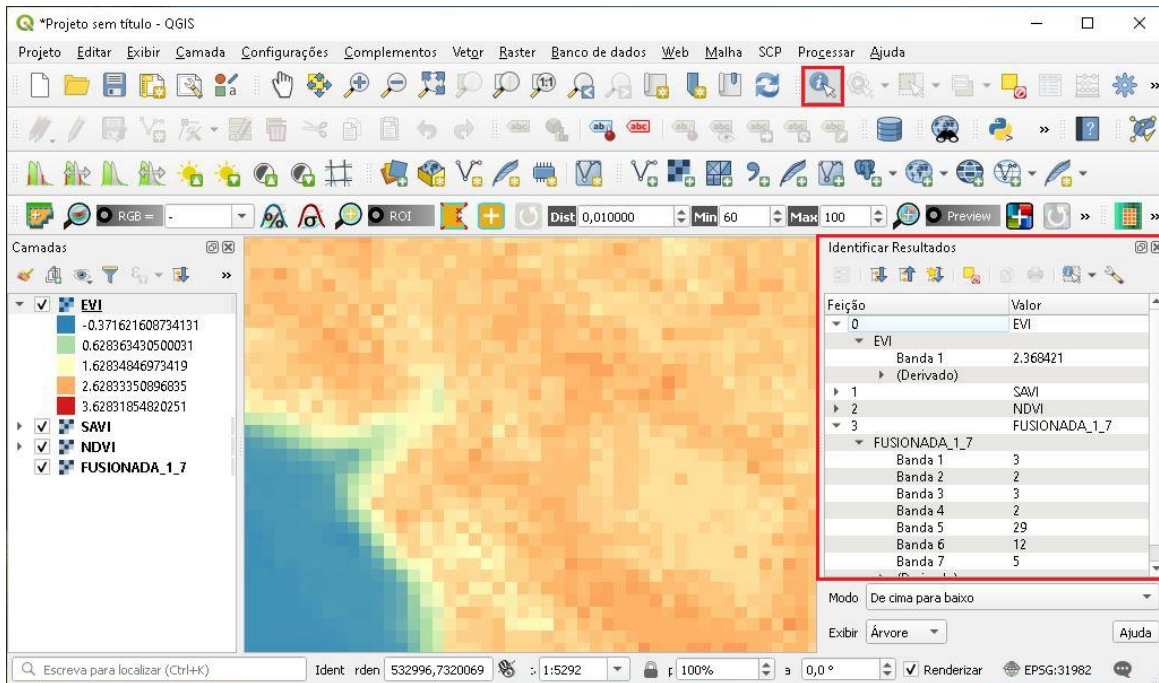 *Projeto sem título - QGIS
Projeto Editar Exibir Camada Configurações Complementos Vetor Raster Banco de dados Web Malha SCP Processar Ajuda
RGB = - ROI Dist 0,010000 Min 60 Max 100 Preview »
Camadas
EVI
-0.371621608734131
0.628363430500031
1.62834846973419
2.62833350896835
3.62831854820251
SAVI
NDVI
FUSIONADA_1_7
Identificar Resultados
Feição Valor
0 EVI
EVI
Banda 1 2.368421
(Derivado)
1 SAVI
2 NDVI
3 FUSIONADA_1_7
FUSIONADA_1_7
Banda 1 3
Banda 2 2
Banda 3 3
Banda 4 2
Banda 5 29
Banda 6 12
Banda 7 5
Modo De cima para baixo
Exibir Árvore Ajuda
Escreva para localizar (Ctrl+K) Ident rden 532996,7320069 1:5292 100% a 0,0 ° Renderizar EPSG:31982